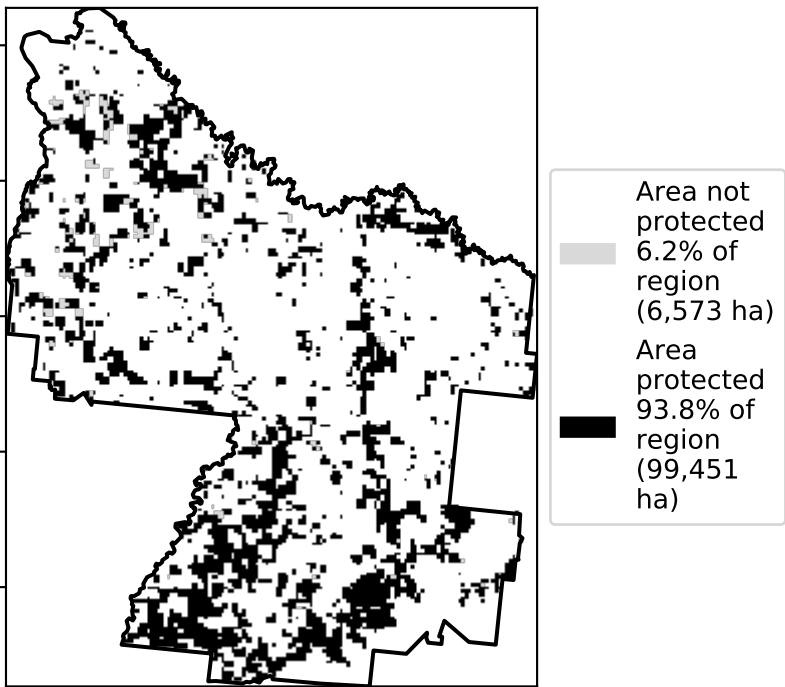 Area not
protected
6.2% of
region
(6,573 ha)
Area
protected
93.8% of
region
(99,451
ha)